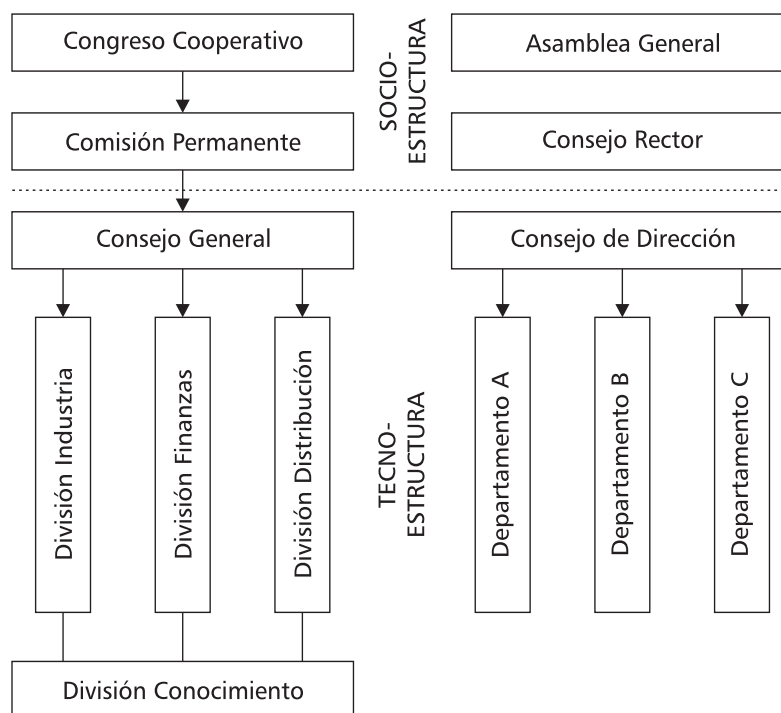 Congreso Cooperativo
Asamblea General
SOCIO-
ESTRUCTURA
Comisión Permanente
Consejo Rector
Consejo General
Consejo de Dirección
División Industria
División Finanzas
División Distribución
TECNO-
ESTRUCTURA
Departamento A
Departamento B
Departamento C
División Conocimiento